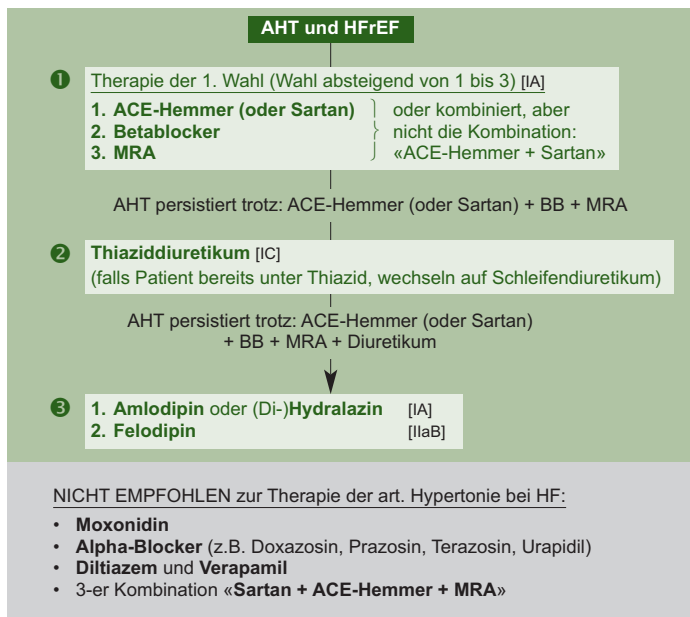 AHT und HFrEF
❶ Therapie der 1. Wahl (Wahl absteigend von 1 bis 3) [IA]
1. ACE-Hemmer (oder Sartan) oder kombiniert, aber
2. Betablocker nicht die Kombination:
3. MRA «ACE-Hemmer + Sartan»
AHT persistiert trotz: ACE-Hemmer (oder Sartan) + BB + MRA
❷ Thiaziddiuretikum [IC]
(falls Patient bereits unter Thiazid, wechseln auf Schleifendiuretikum)
AHT persistiert trotz: ACE-Hemmer (oder Sartan)
+ BB + MRA + Diuretikum
❸ 1. Amlodipin oder (Di-)Hydralazin [IA]
2. Felodipin [IIaB]
NICHT EMPFOHLEN zur Therapie der art. Hypertonie bei HF:
• Moxonidin
• Alpha-Blocker (z.B. Doxazosin, Prazosin, Terazosin, Urapidil)
• Diltiazem und Verapamil
• 3-er Kombination «Sartan + ACE-Hemmer + MRA»